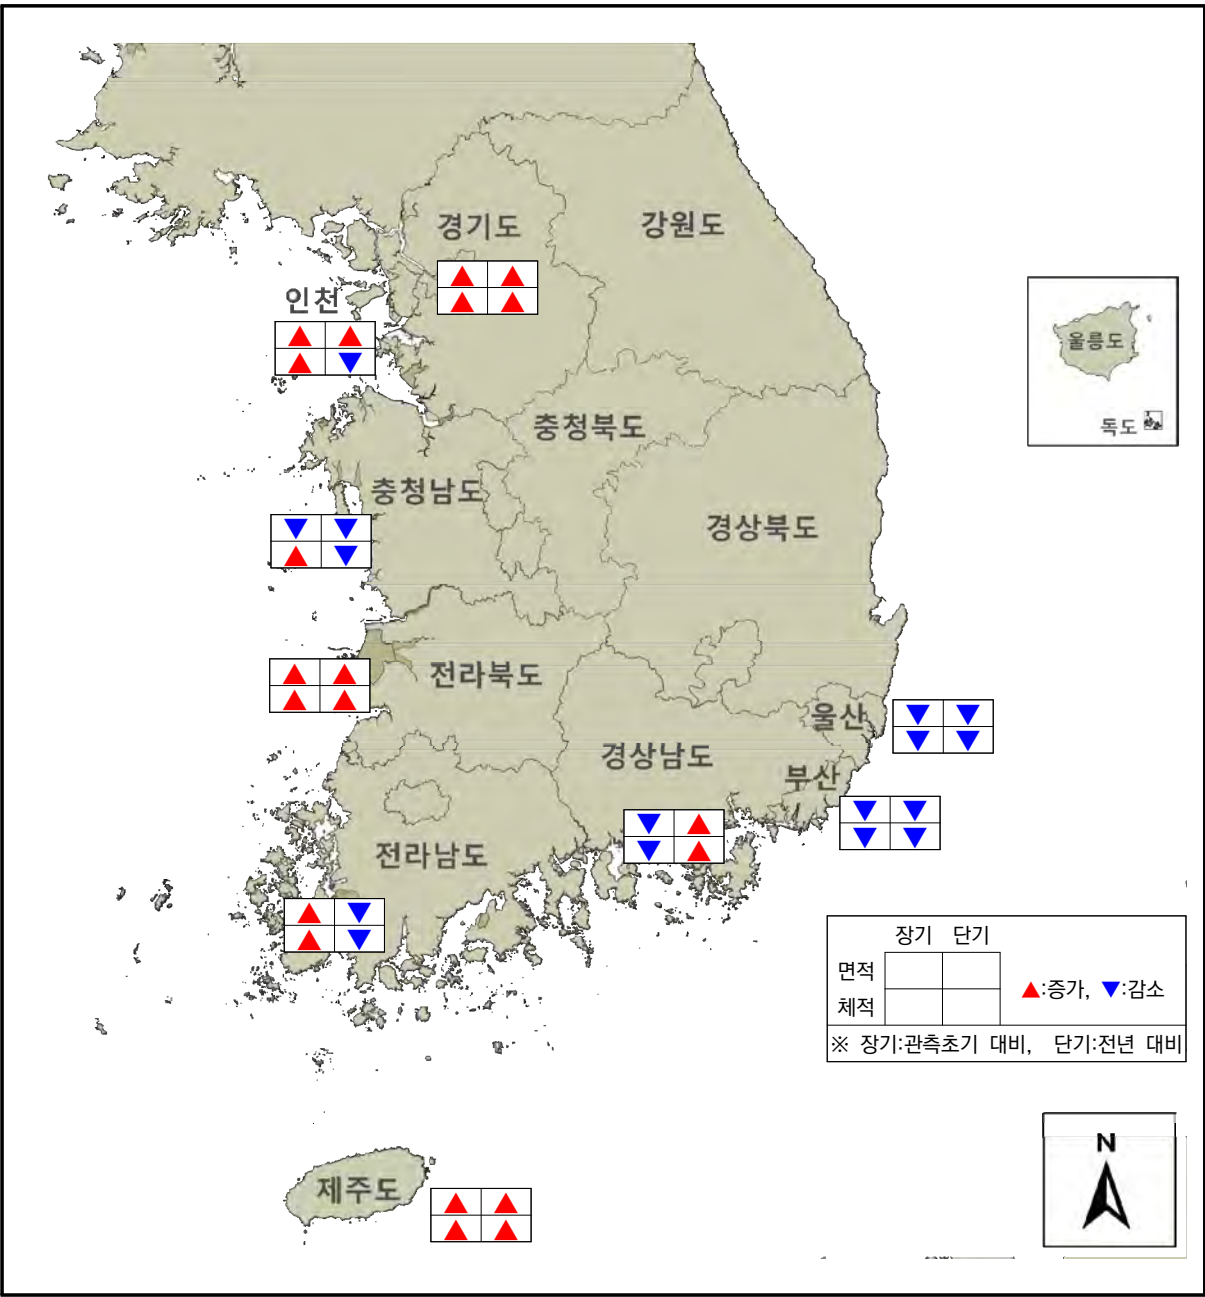 경기도
강원도
인천
울릉도
독도
충청북도
충청남도
경상북도
전라북도
울산
경상남도
부산
전라남도
장기 단기
면적
▲:증가, ▼:감소
체적
※ 장기:관측초기 대비, 단기:전년 대비
N
제주도